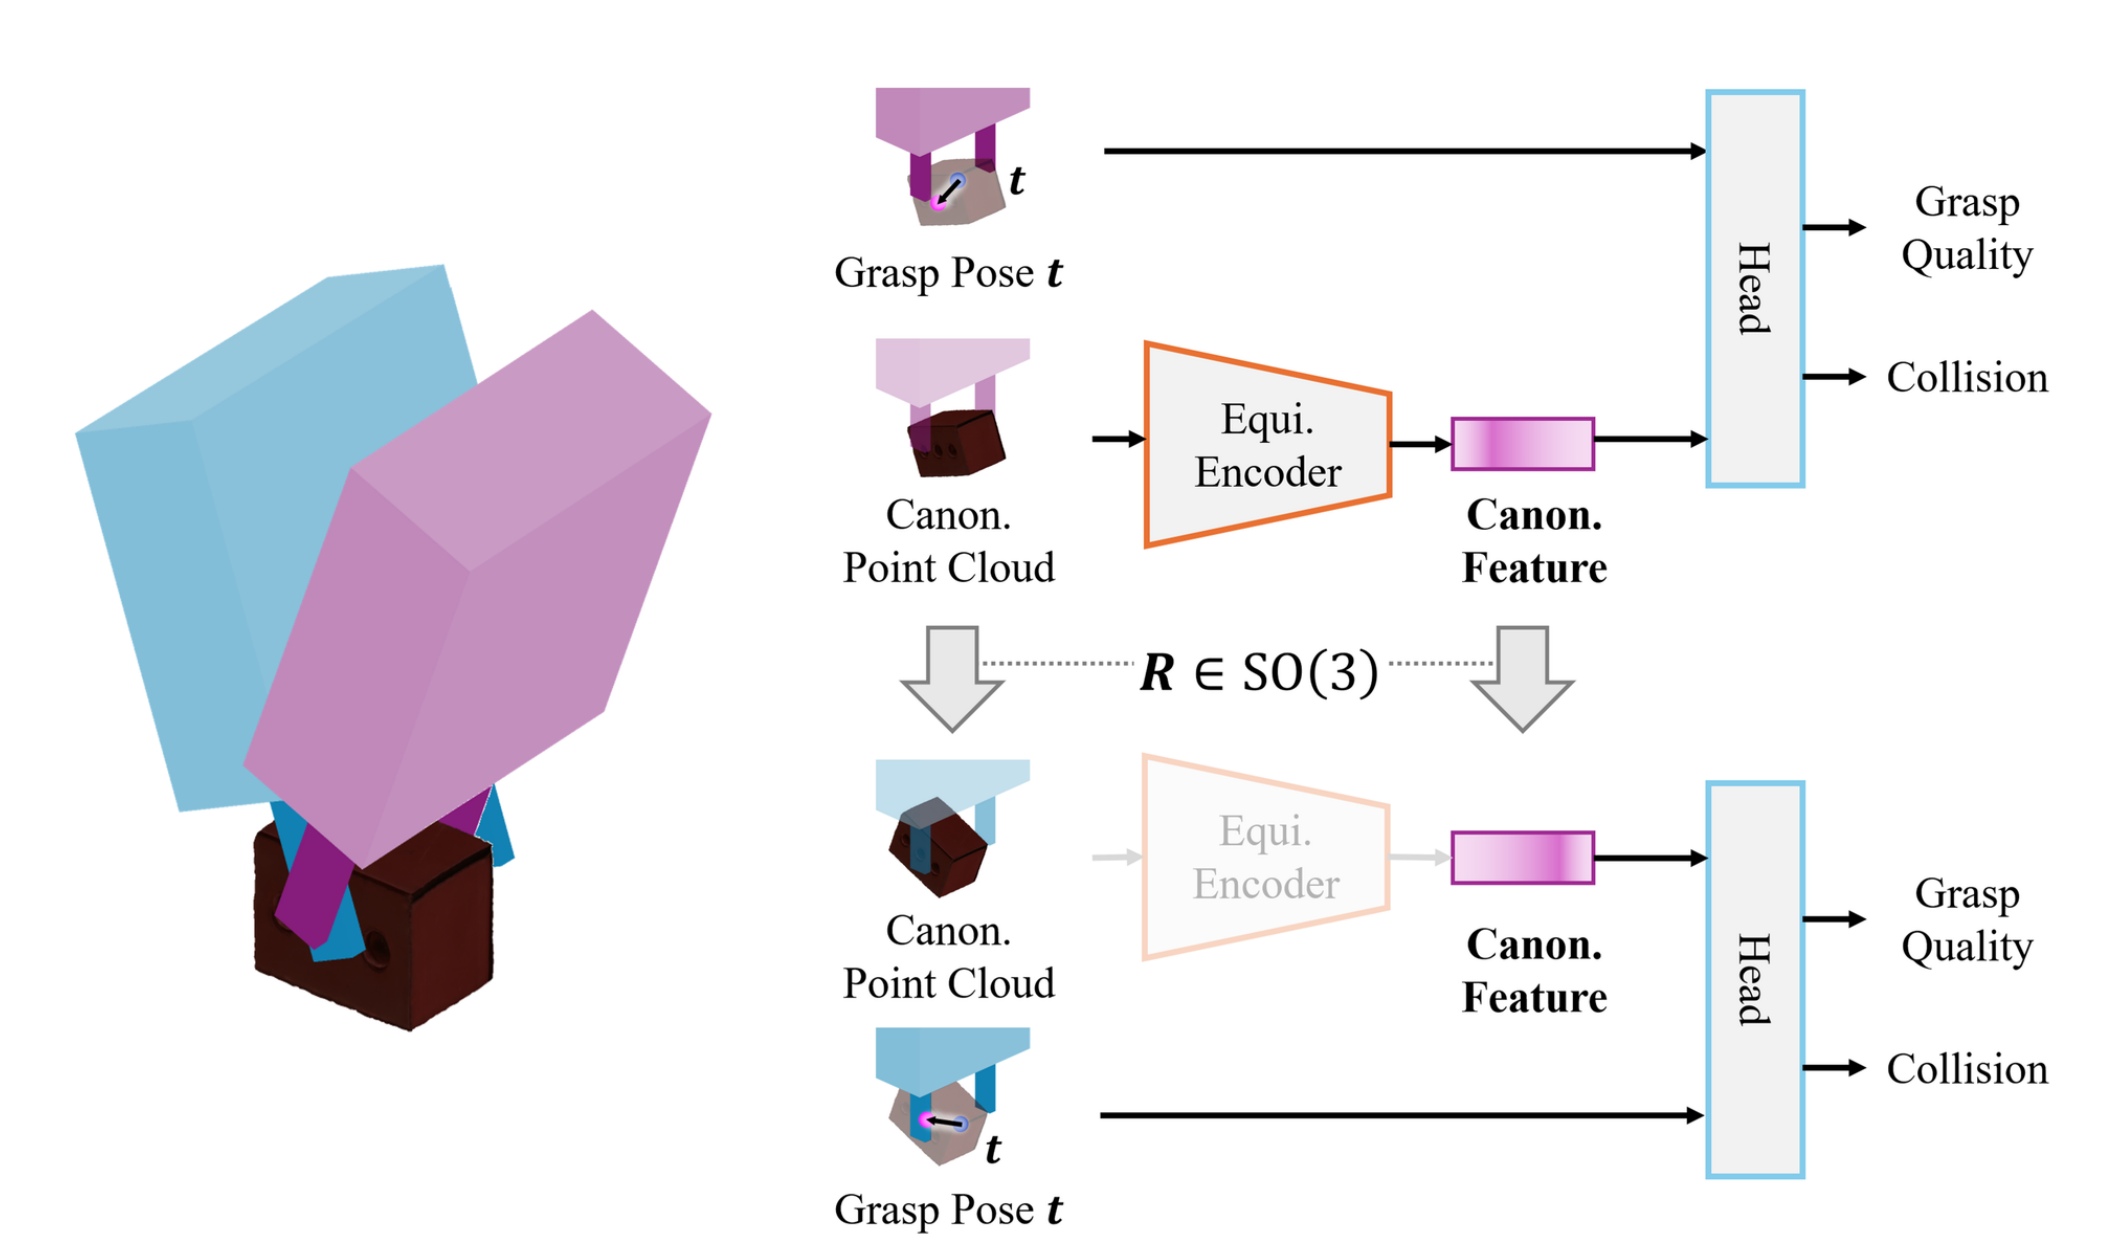 t
Grasp Pose t
Canon.
Point Cloud
Equi.
Encoder
Canon.
Feature
Head
Grasp
Quality
Collision
R ∈ SO(3)
Canon.
Point Cloud
Equi.
Encoder
Canon.
Feature
Head
Grasp
Quality
Collision
t
Grasp Pose t